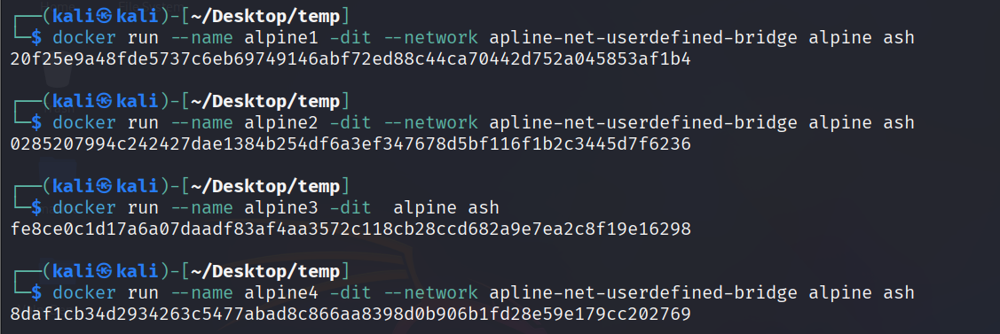 ┌──(kali㉿kali)-[~/Desktop/temp]
└─$ docker run --name alpine1 -dit --network apline-net-userdefined-bridge alpine ash
20f25e9a48fde5737c6eb69749146abf72ed88c44ca70442d752a045853af1b4
┌──(kali㉿kali)-[~/Desktop/temp]
└─$ docker run --name alpine2 -dit --network apline-net-userdefined-bridge alpine ash
0285207994c242427dae1384b254df6a3ef347678d5bf116f1b2c3445d7f6236
┌──(kali㉿kali)-[~/Desktop/temp]
└─$ docker run --name alpine3 -dit  alpine ash
fe8ce0c1d17a6a07daadf83af4aa3572c118cb28ccd682a9e7ea2c8f19e16298
┌──(kali㉿kali)-[~/Desktop/temp]
└─$ docker run --name alpine4 -dit --network apline-net-userdefined-bridge alpine ash
8daf1cb34d2934263c5477abad8c866aa8398d0b906b1fd28e59e179cc202769